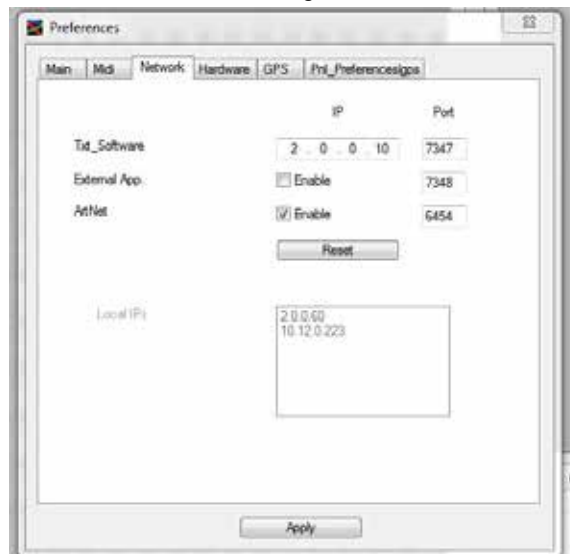 Preferences
Main Midi Network Hardware GPS Pnl_Preferencesigps
IP Port
Txt_Software 2 . 0 . 0 . 10 7347
External App. Enable 7348
ArtNet Enable 6454
Reset
Local IPs 2.0.0.60
10.12.0.223
Apply